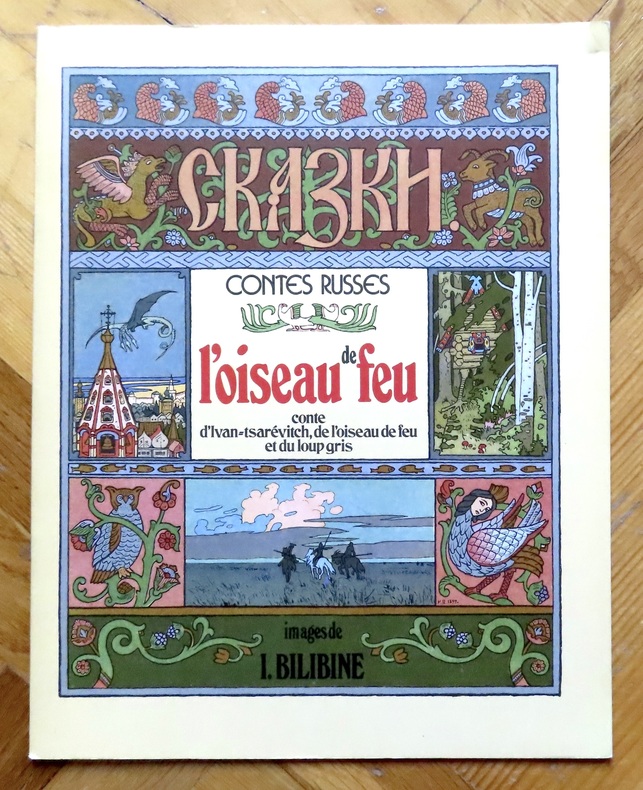 СКАЗКИ.
CONTES RUSSES
l'oiseau de feu
conte
d'Ivan=tsarévitch, de l'oiseau de feu
et du loup gris
images de
I. BILIBINE